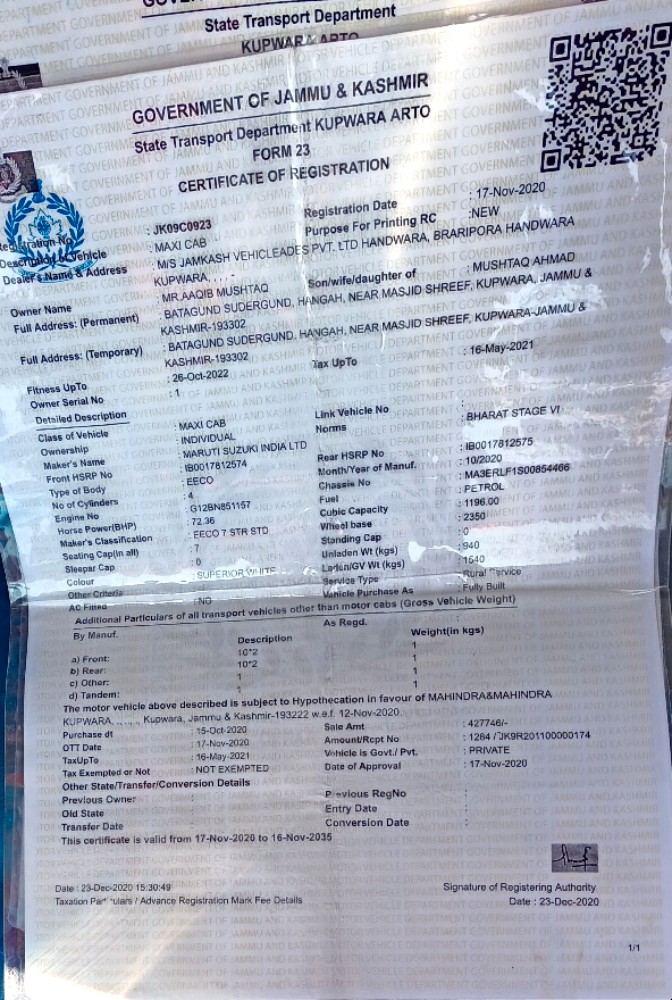 State Transport Department
KUPWARA ARTO
GOVERNMENT OF JAMMU & KASHMIR
State Transport Department KUPWARA ARTO
FORM 23
CERTIFICATE OF REGISTRATION
Registration No : JK09C0923 Registration Date : 17-Nov-2020
Description of Vehicle : MAXI CAB Purpose For Printing RC :NEW
Dealer's Name & Address : M/S JAMKASH VEHICLEADES PVT. LTD HANDWARA, BRARIPORA HANDWARA
KUPWARA, , , -
Owner Name : MR.AAQIB MUSHTAQ Son/wife/daughter of : MUSHTAQ AHMAD
Full Address: (Permanent) : BATAGUND SUDERGUND, HANGAH, NEAR MASJID SHREEF, KUPWARA, JAMMU &
KASHMIR-193302
Full Address: (Temporary) : BATAGUND SUDERGUND, HANGAH, NEAR MASJID SHREEF, KUPWARA-JAMMU &
KASHMIR-193302
Fitness UpTo : 26-Oct-2022 Tax UpTo : 16-May-2021
Owner Serial No : 1
Detailed Description
Class of Vehicle : MAXI CAB Link Vehicle No :
Ownership : INDIVIDUAL Norms : BHARAT STAGE VI
Maker's Name : MARUTI SUZUKI INDIA LTD
Front HSRP No : IB0017812574 Rear HSRP No : IB0017812575
Type of Body : EECO Month/Year of Manuf. : 10/2020
No of Cylinders : 4 Chassis No : MA3ERLF1S00854466
Engine No : G12BN851157 Fuel : PETROL
Horse Power(BHP) : 72.36 Cubic Capacity : 1196.00
Maker's Classification : EECO 7 STR STD Wheel base : 2350
Seating Cap(in all) : 7 Standing Cap : 0
Sleepar Cap : 0 Unladen Wt (kgs) : 940
Colour : SUPERIOR WHITE Laden/GV Wt (kgs) : 1540
Other Criteria Service Type : Rural Service
AC Fitted : NO Vehicle Purchase As : Fully Built
Additional Particulars of all transport vehicles other than motor cabs (Gross Vehicle Weight)
By Manuf. As Regd.
Description Weight(in kgs)
a) Front: 10*2 1
b) Rear: 10*2 1
c) Other: 1 1
d) Tandem: 1 1
The motor vehicle above described is subject to Hypothecation in favour of MAHINDRA&MAHINDRA
KUPWARA, Kupwara, Jammu & Kashmir-193222 w.e.f. 12-Nov-2020.
Purchase dt : 15-Oct-2020 Sale Amt : 427746/-
OTT Date : 17-Nov-2020 Amount/Rcpt No : 1284 / JK9R201100000174
TaxUpTo : 16-May-2021 Vehicle is Govt./ Pvt. : PRIVATE
Tax Exempted or Not : NOT EXEMPTED Date of Approval : 17-Nov-2020
Other State/Transfer/Conversion Details
Previous Owner : Previous RegNo :
Old State : Entry Date :
Transfer Date : Conversion Date :
This certificate is valid from 17-Nov-2020 to 16-Nov-2035
Date : 23-Dec-2020 15:30:49 Signature of Registering Authority
Taxation Particulars / Advance Registration Mark Fee Details Date : 23-Dec-2020
1/1